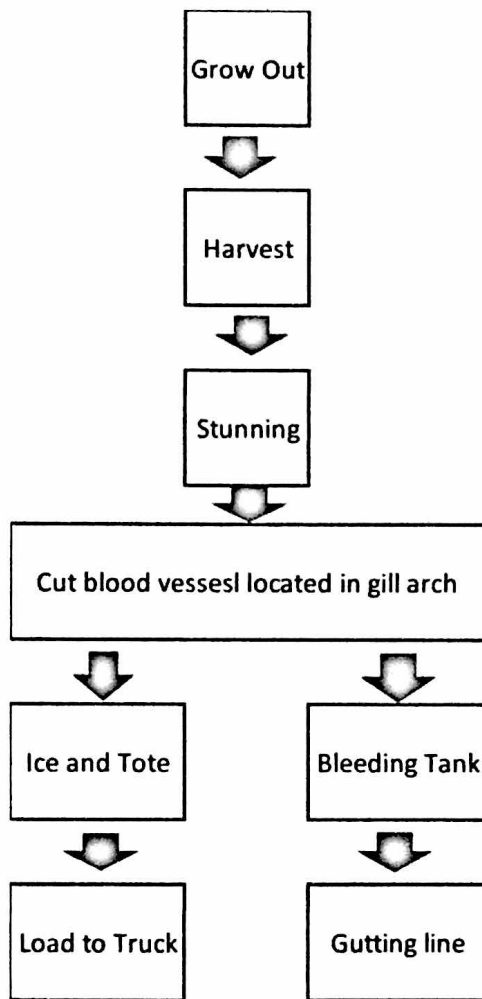 Grow Out
Harvest
Stunning
Cut blood vessesl located in gill arch
Ice and Tote
Bleeding Tank
Load to Truck
Gutting line